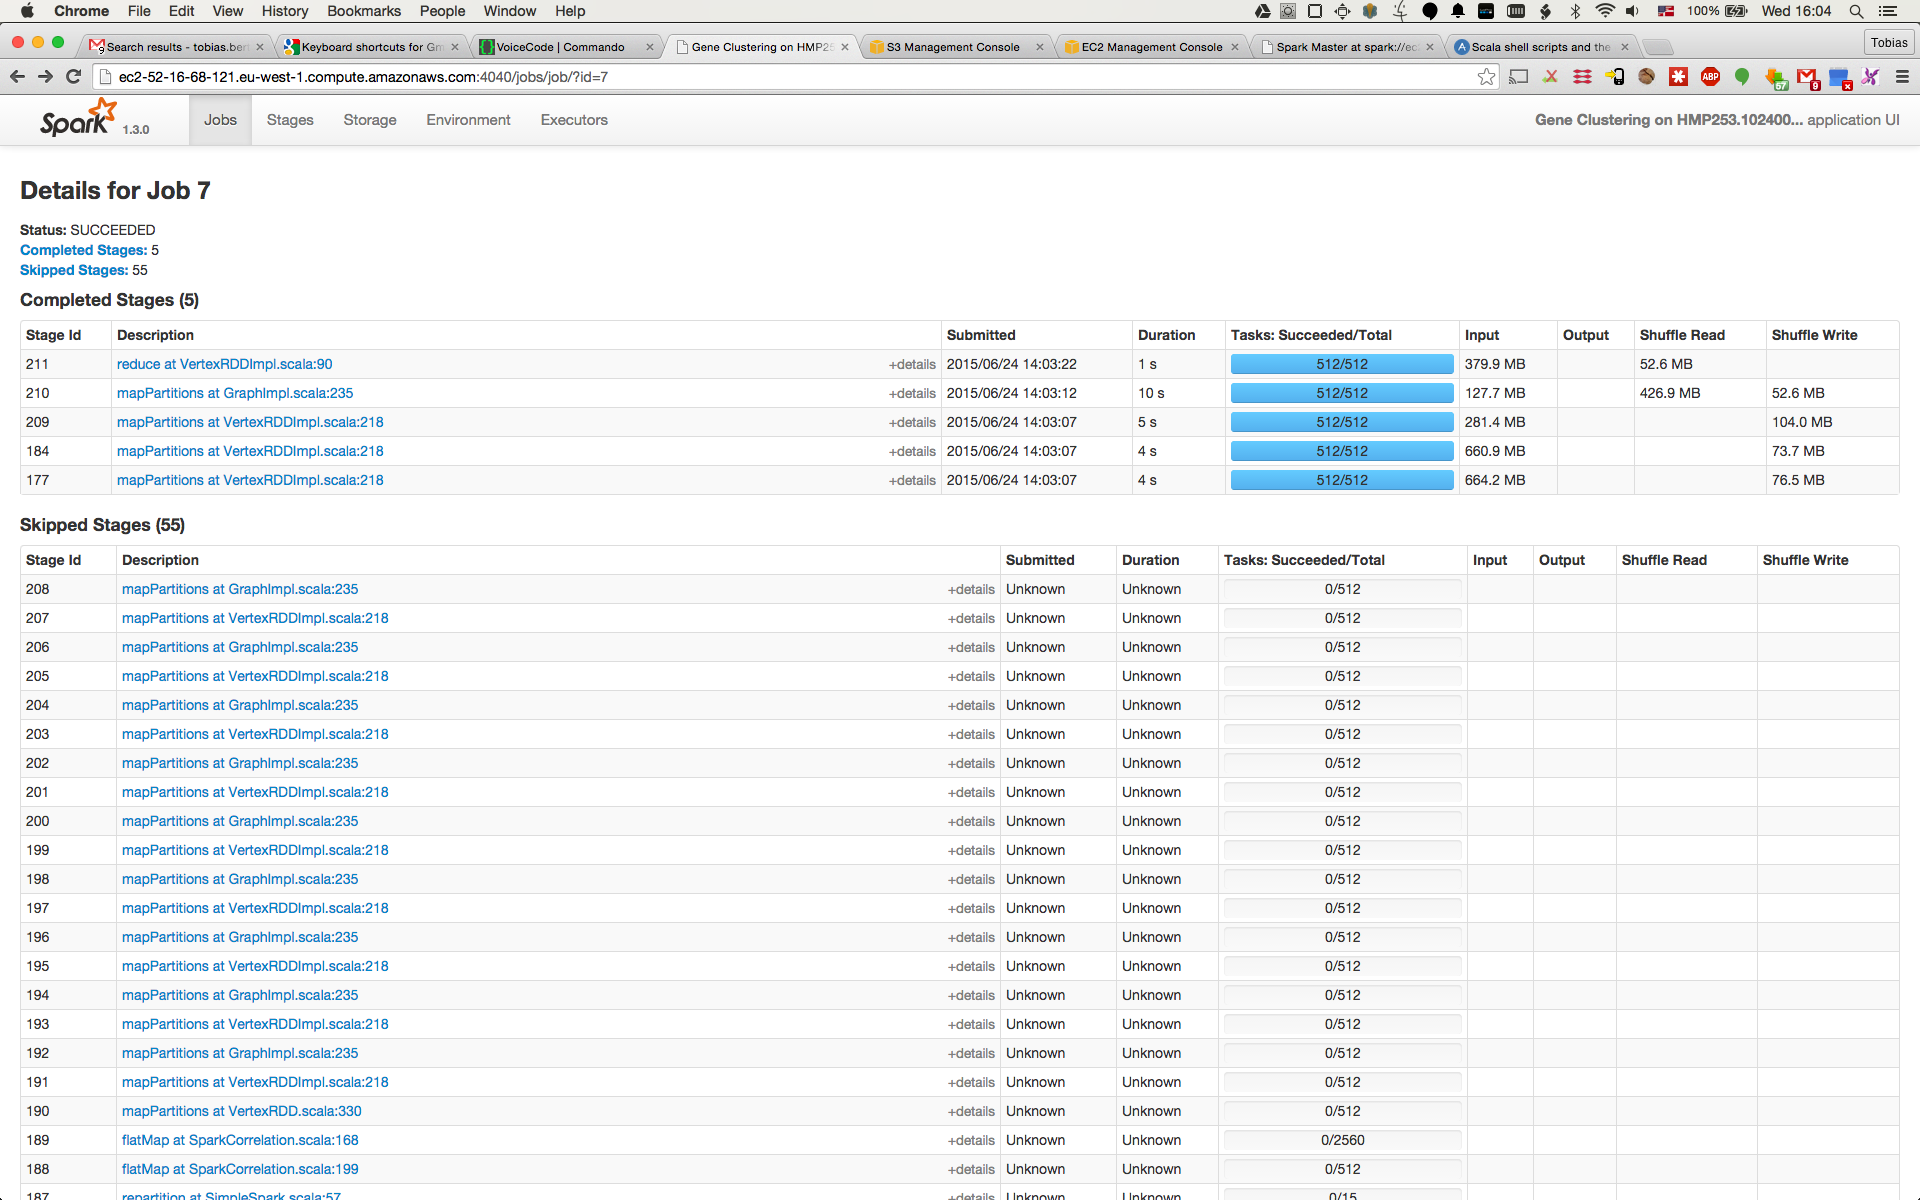 Chrome File Edit View History Bookmarks People Window Help 100% Wed 16:04
Search results - tobias.ber Keyboard shortcuts for Gm VoiceCode | Commando Gene Clustering on HMP25 S3 Management Console EC2 Management Console Spark Master at spark://ec Scala shell scripts and the Tobias
ec2-52-16-68-121.eu-west-1.compute.amazonaws.com:4040/jobs/job/?id=7
Spark 1.3.0 Jobs Stages Storage Environment Executors Gene Clustering on HMP253.102400... application UI
Details for Job 7
Status: SUCCEEDED
Completed Stages: 5
Skipped Stages: 55
Completed Stages (5)
Stage Id Description Submitted Duration Tasks: Succeeded/Total Input Output Shuffle Read Shuffle Write
211 reduce at VertexRDDImpl.scala:90 +details 2015/06/24 14:03:22 1 s 512/512 379.9 MB 52.6 MB
210 mapPartitions at GraphImpl.scala:235 +details 2015/06/24 14:03:12 10 s 512/512 127.7 MB 426.9 MB 52.6 MB
209 mapPartitions at VertexRDDImpl.scala:218 +details 2015/06/24 14:03:07 5 s 512/512 281.4 MB 104.0 MB
184 mapPartitions at VertexRDDImpl.scala:218 +details 2015/06/24 14:03:07 4 s 512/512 660.9 MB 73.7 MB
177 mapPartitions at VertexRDDImpl.scala:218 +details 2015/06/24 14:03:07 4 s 512/512 664.2 MB 76.5 MB
Skipped Stages (55)
Stage Id Description Submitted Duration Tasks: Succeeded/Total Input Output Shuffle Read Shuffle Write
208 mapPartitions at GraphImpl.scala:235 +details Unknown Unknown 0/512
207 mapPartitions at VertexRDDImpl.scala:218 +details Unknown Unknown 0/512
206 mapPartitions at GraphImpl.scala:235 +details Unknown Unknown 0/512
205 mapPartitions at VertexRDDImpl.scala:218 +details Unknown Unknown 0/512
204 mapPartitions at GraphImpl.scala:235 +details Unknown Unknown 0/512
203 mapPartitions at VertexRDDImpl.scala:218 +details Unknown Unknown 0/512
202 mapPartitions at GraphImpl.scala:235 +details Unknown Unknown 0/512
201 mapPartitions at VertexRDDImpl.scala:218 +details Unknown Unknown 0/512
200 mapPartitions at GraphImpl.scala:235 +details Unknown Unknown 0/512
199 mapPartitions at VertexRDDImpl.scala:218 +details Unknown Unknown 0/512
198 mapPartitions at GraphImpl.scala:235 +details Unknown Unknown 0/512
197 mapPartitions at VertexRDDImpl.scala:218 +details Unknown Unknown 0/512
196 mapPartitions at GraphImpl.scala:235 +details Unknown Unknown 0/512
195 mapPartitions at VertexRDDImpl.scala:218 +details Unknown Unknown 0/512
194 mapPartitions at GraphImpl.scala:235 +details Unknown Unknown 0/512
193 mapPartitions at VertexRDDImpl.scala:218 +details Unknown Unknown 0/512
192 mapPartitions at GraphImpl.scala:235 +details Unknown Unknown 0/512
191 mapPartitions at VertexRDDImpl.scala:218 +details Unknown Unknown 0/512
190 mapPartitions at VertexRDD.scala:330 +details Unknown Unknown 0/512
189 flatMap at SparkCorrelation.scala:168 +details Unknown Unknown 0/2560
188 flatMap at SparkCorrelation.scala:199 +details Unknown Unknown 0/512
187 repartition at SimpleSpark.scala:57 +details Unknown Unknown 0/15